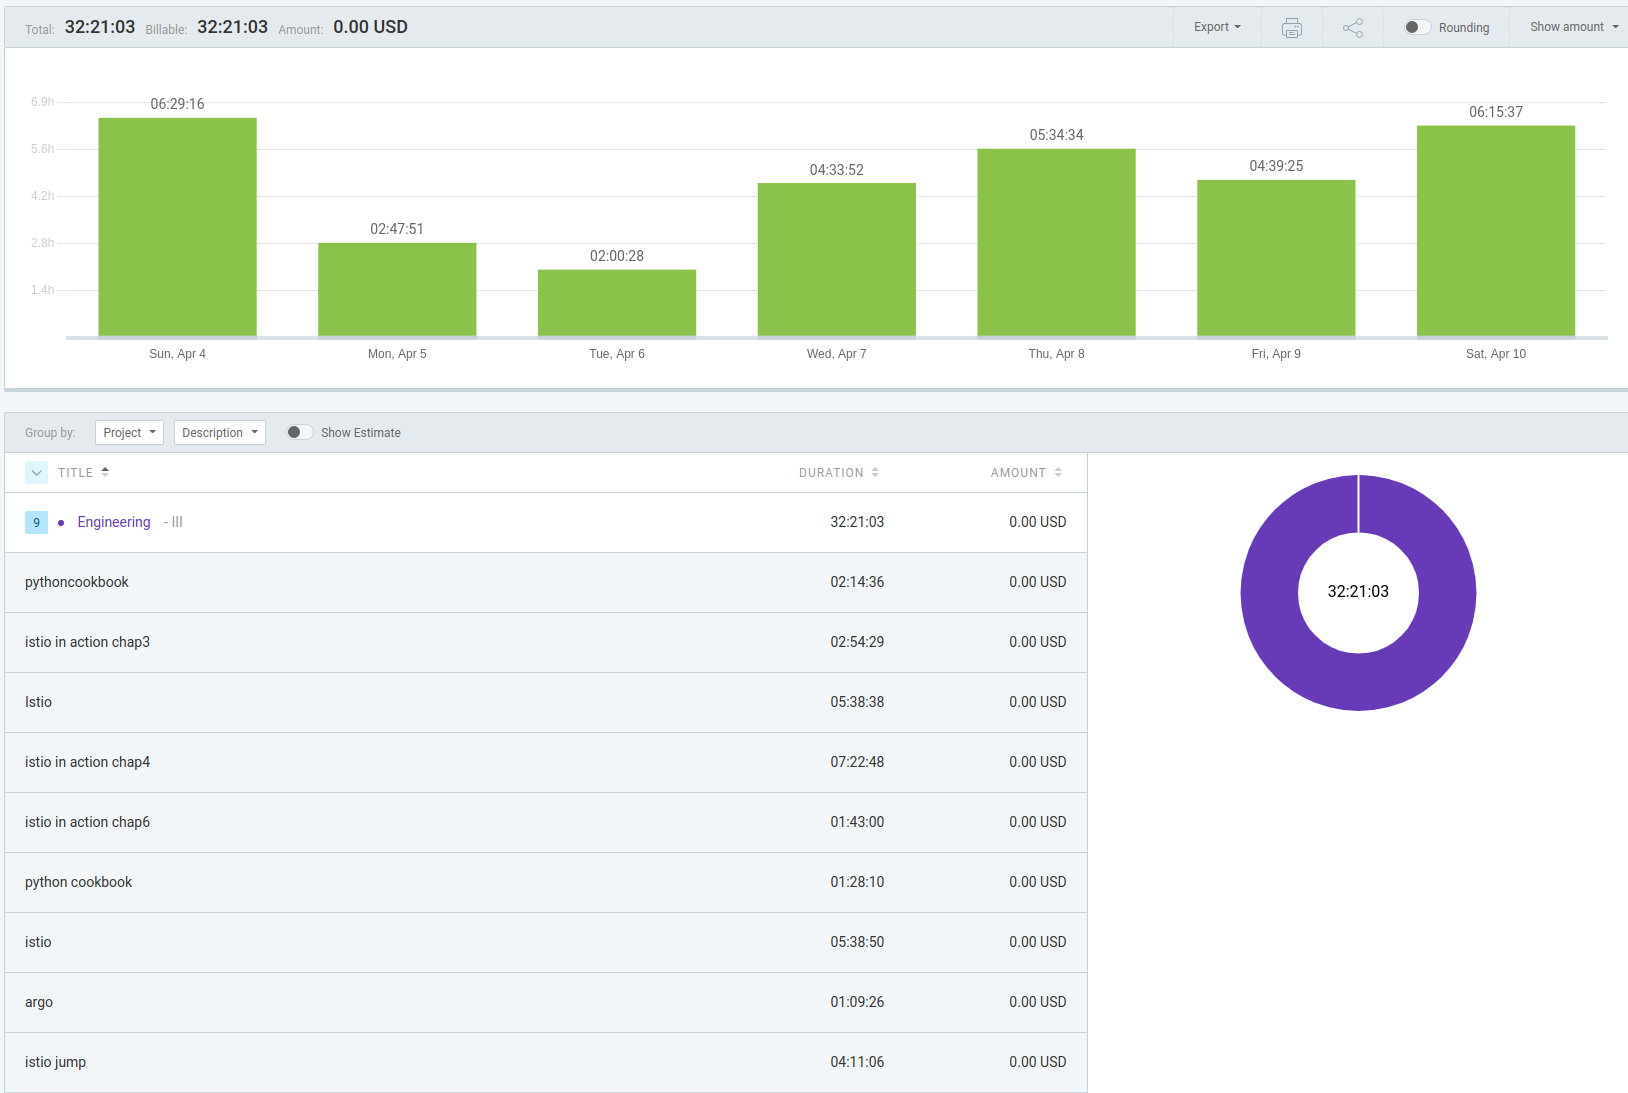 Total: 32:21:03 Billable: 32:21:03 Amount: 0.00 USD Export Rounding Show amount
6.9h
5.6h
4.2h
2.8h
1.4h
06:29:16
02:47:51
02:00:28
04:33:52
05:34:34
04:39:25
06:15:37
Sun, Apr 4 Mon, Apr 5 Tue, Apr 6 Wed, Apr 7 Thu, Apr 8 Fri, Apr 9 Sat, Apr 10
Group by: Project Description Show Estimate
TITLE DURATION AMOUNT
9 • Engineering - III 32:21:03 0.00 USD
pythoncookbook 02:14:36 0.00 USD
istio in action chap3 02:54:29 0.00 USD
Istio 05:38:38 0.00 USD
istio in action chap4 07:22:48 0.00 USD
istio in action chap6 01:43:00 0.00 USD
python cookbook 01:28:10 0.00 USD
istio 05:38:50 0.00 USD
argo 01:09:26 0.00 USD
istio jump 04:11:06 0.00 USD
32:21:03